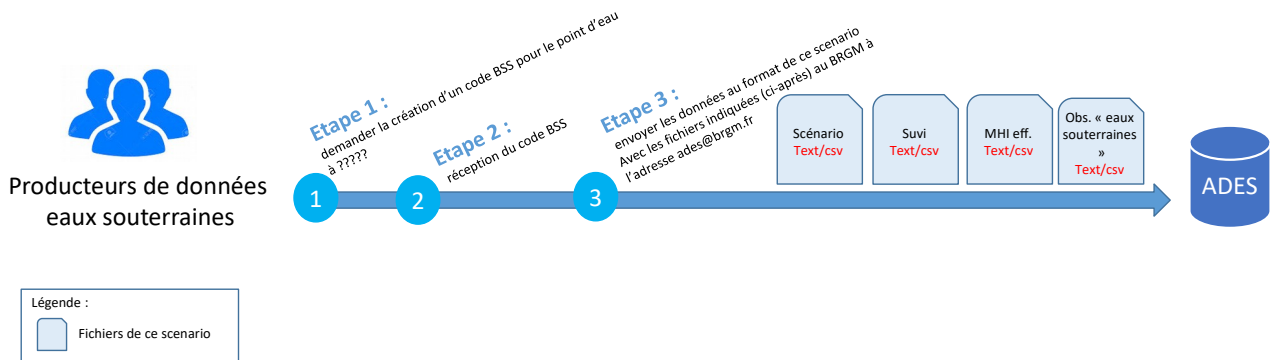 Producteurs de données
eaux souterraines
Etape 1 :
demander la création d’un code BSS pour le point d’eau
à ?????
Etape 2 :
réception du code BSS
Etape 3 :
envoyer les données au format de ce scenario
Avec les fichiers indiquées (ci-après) au BRGM à
l’adresse ades@brgm.fr
1
2
3
Scénario
Text/csv
Suvi
Text/csv
MHI eff.
Text/csv
Obs. « eaux
souterraines
»
Text/csv
ADES
Légende :
Fichiers de ce scenario